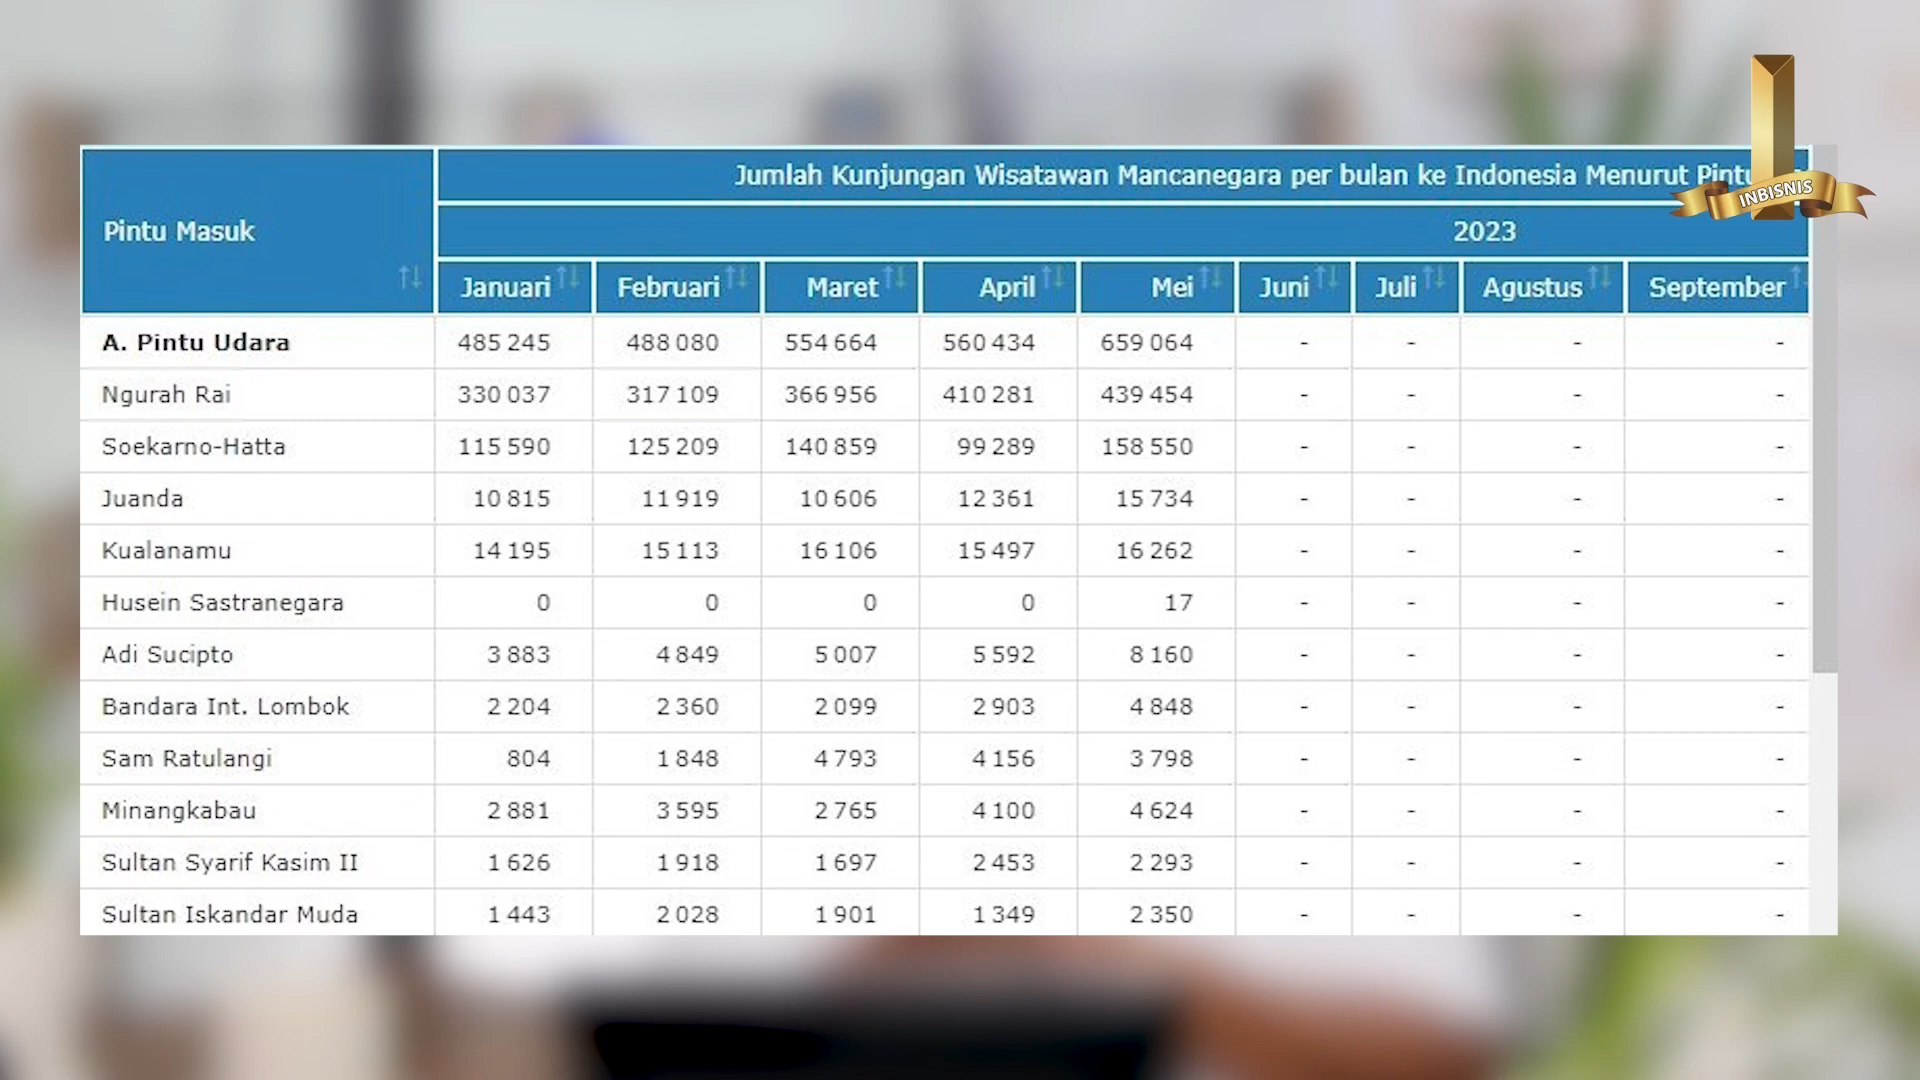 Jumlah Kunjungan Wisatawan Mancanegara per bulan ke Indonesia Menurut Pintu
INBISNIS
Pintu Masuk 2023
Januari Februari Maret April Mei Juni Juli Agustus September
A. Pintu Udara 485 245 488 080 554 664 560 434 659 064 - - - -
Ngurah Rai 330 037 317 109 366 956 410 281 439 454 - - - -
Soekarno-Hatta 115 590 125 209 140 859 99 289 158 550 - - - -
Juanda 10 815 11 919 10 606 12 361 15 734 - - - -
Kualanamu 14 195 15 113 16 106 15 497 16 262 - - - -
Husein Sastranegara 0 0 0 0 17 - - - -
Adi Sucipto 3 883 4 849 5 007 5 592 8 160 - - - -
Bandara Int. Lombok 2 204 2 360 2 099 2 903 4 848 - - - -
Sam Ratulangi 804 1 848 4 793 4 156 3 798 - - - -
Minangkabau 2 881 3 595 2 765 4 100 4 624 - - - -
Sultan Syarif Kasim II 1 626 1 918 1 697 2 453 2 293 - - - -
Sultan Iskandar Muda 1 443 2 028 1 901 1 349 2 350 - - - -